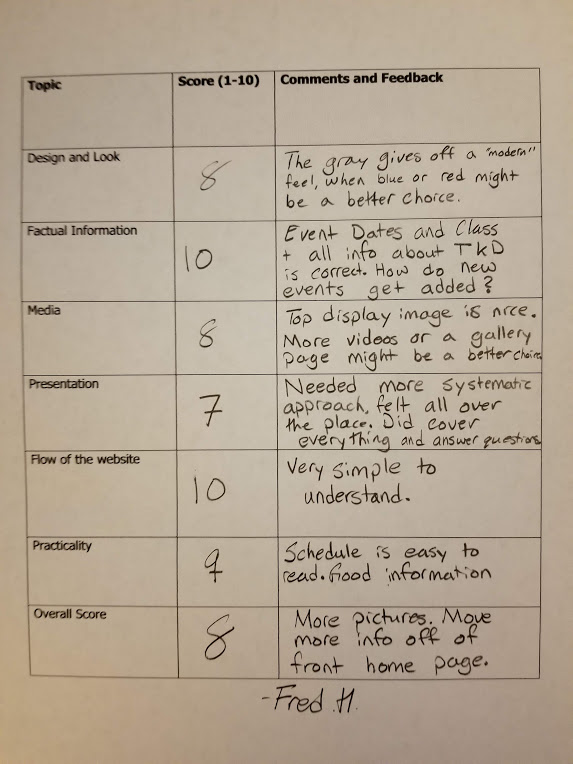 Topic Score (1-10) Comments and Feedback
Design and Look 8 The gray gives off a "modern"
feel, when blue or red might
be a better choice.
Factual Information 10 Event Dates and Class
+ all info about TKD
is correct. How do new
events get added?
Media 8 Top display image is nice.
More videos or a gallery
page might be a better choice.
Presentation 7 Needed more systematic
approach, felt all over
the place. Did cover
everything and answer questions.
Flow of the website 10 Very simple to
understand.
Practicality 9 Schedule is easy to
read. Good information
Overall Score 8 More pictures. Move
more info off of
front home page.
-Fred .H.